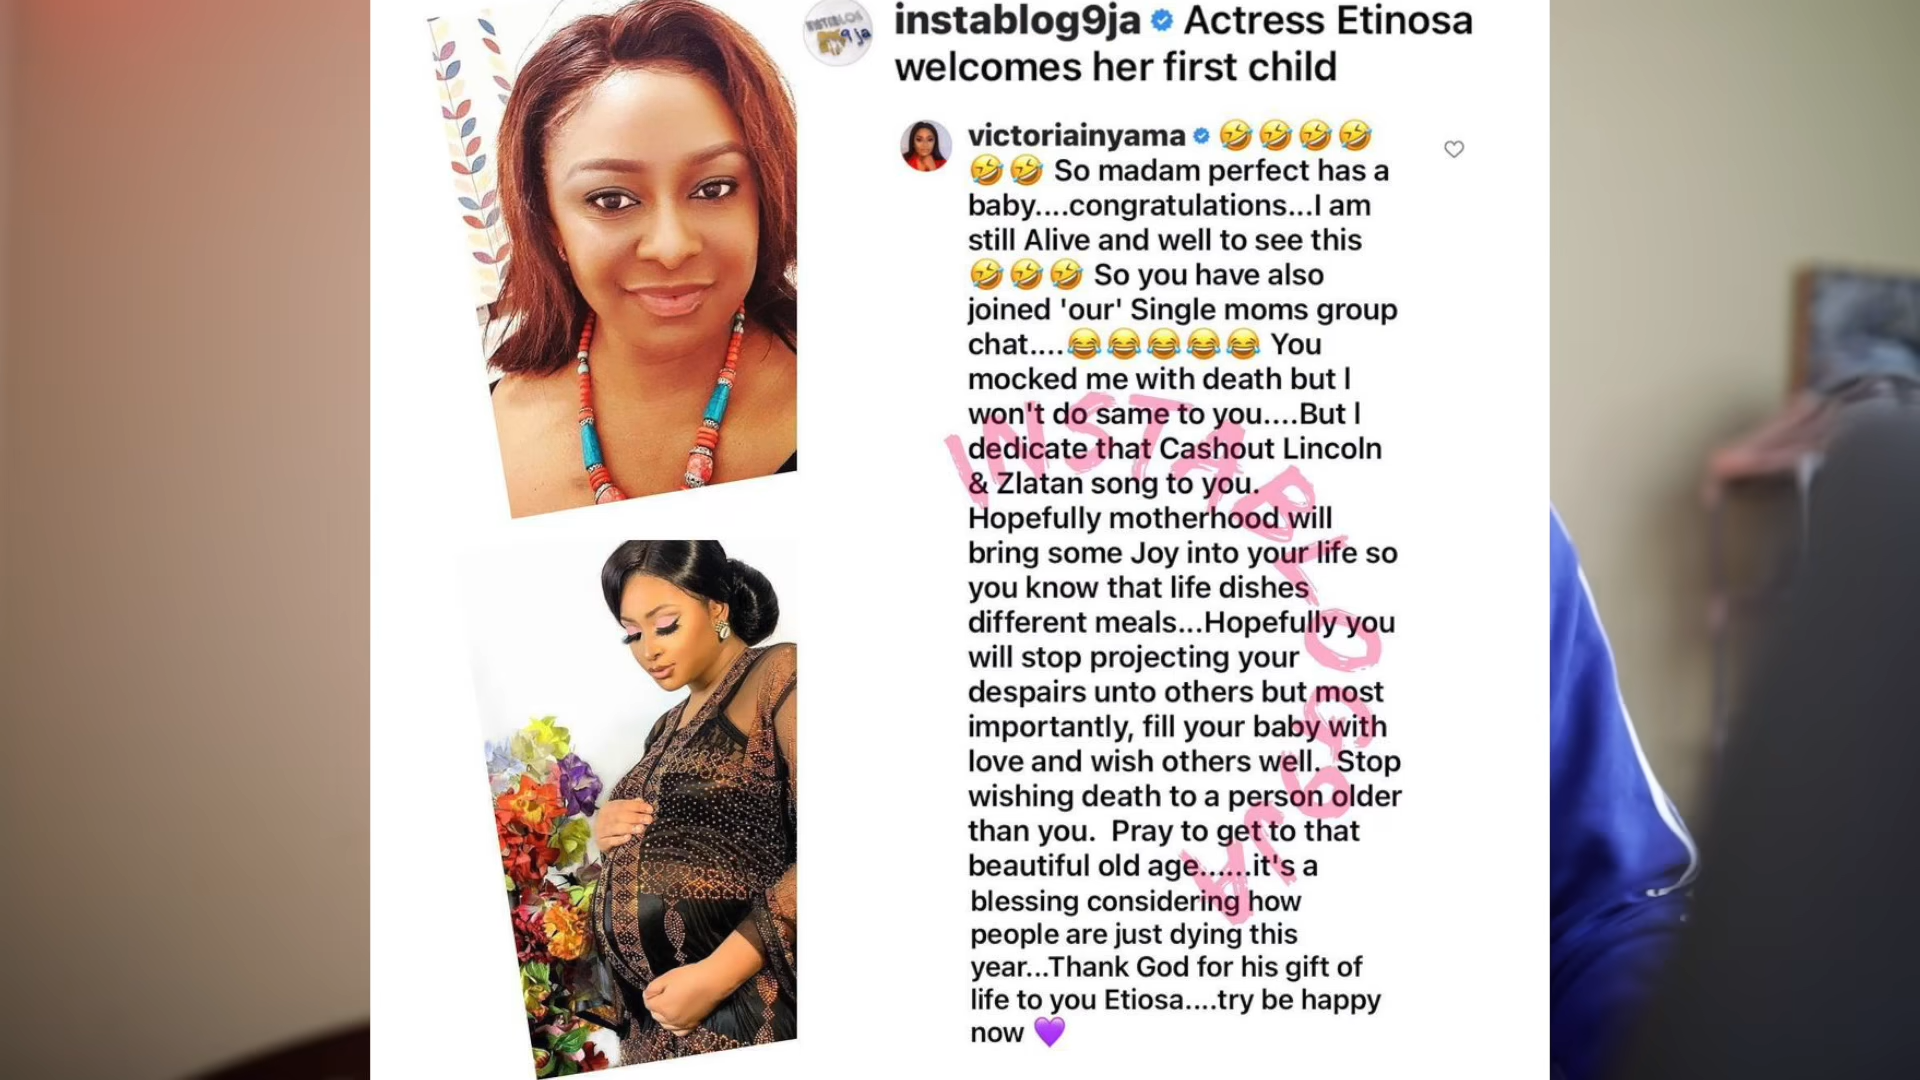 instablog9ja Actress Etinosa
welcomes her first child
victoriainyama 🤣🤣🤣🤣
🤣🤣 So madam perfect has a
baby....congratulations...I am
still Alive and well to see this
🤣🤣🤣 So you have also
joined 'our' Single moms group
chat....😂😂😂😂😂 You
mocked me with death but I
won't do same to you....But I
dedicate that Cashout Lincoln
& Zlatan song to you.
Hopefully motherhood will
bring some Joy into your life so
you know that life dishes
different meals...Hopefully you
will stop projecting your
despairs unto others but most
importantly, fill your baby with
love and wish others well.  Stop
wishing death to a person older
than you.  Pray to get to that
beautiful old age......it's a
blessing considering how
people are just dying this
year...Thank God for his gift of
life to you Etiosa....try be happy
now 💜
INSTABLOG9JA